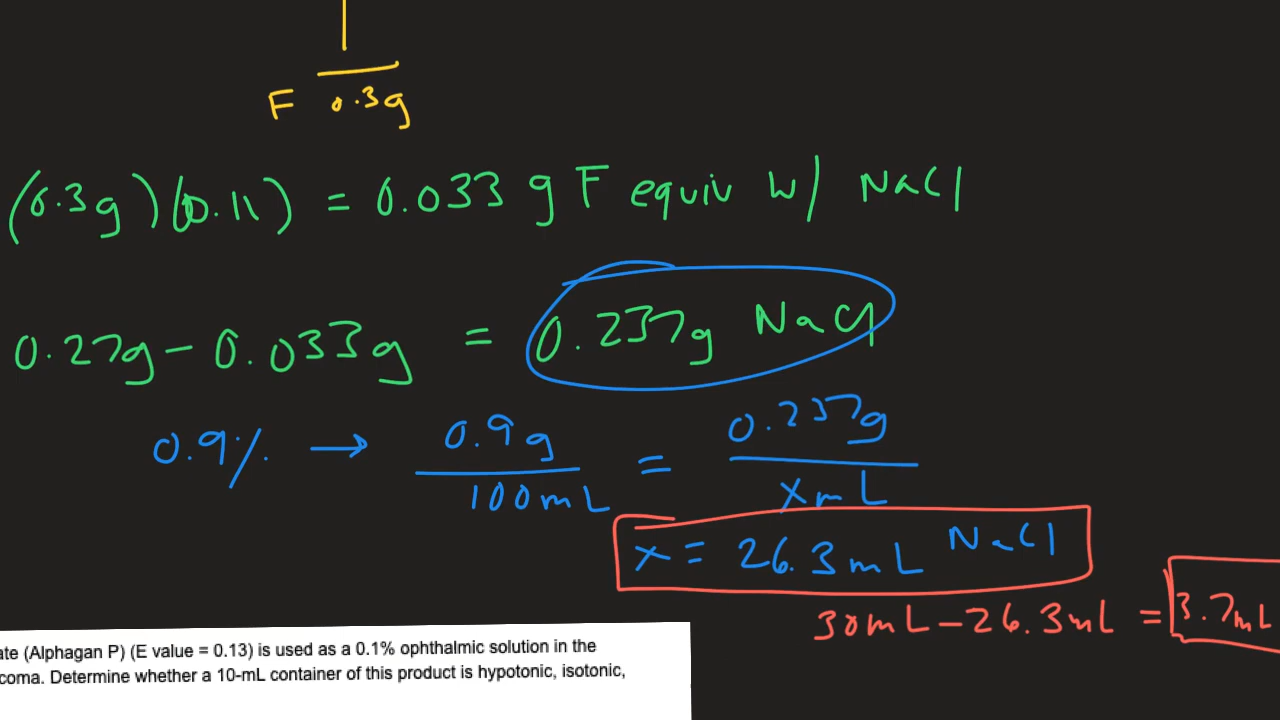 F 0.3g
(0.3g)(0.11) = 0.033 g F equiv w/ NaCl
0.27g - 0.033g = 0.237g NaCl
0.9% → 0.9g / 100mL = 0.237g / x mL
x = 26.3mL NaCl
30mL - 26.3mL = 3.7mL
ate (Alphagan P) (E value = 0.13) is used as a 0.1% ophthalmic solution in the
coma. Determine whether a 10-mL container of this product is hypotonic, isotonic,